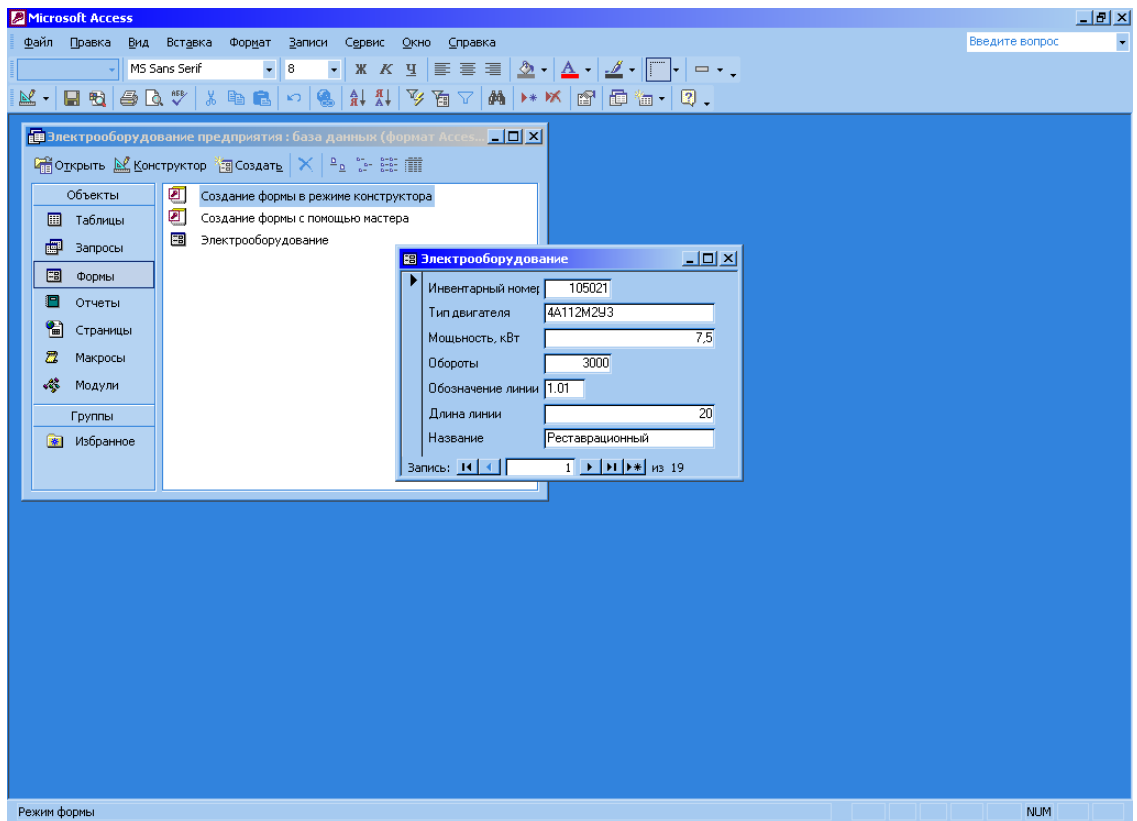 Microsoft Access
Файл Правка Вид Вставка Формат Записи Сервис Окно Справка Введите вопрос
MS Sans Serif 8 Ж К Ч
Электрооборудование предприятия : база данных (формат Acces...
Открыть Конструктор Создать
Объекты
Таблицы
Запросы
Формы
Отчеты
Страницы
Макросы
Модули
Группы
Избранное
Создание формы в режиме конструктора
Создание формы с помощью мастера
Электрооборудование
Электрооборудование
Инвентарный номер 105021
Тип двигателя 4А112М2У3
Мощьность, кВт 7,5
Обороты 3000
Обозначение линии 1.01
Длина линии 20
Название Реставрационный
Запись: 1 из 19
Режим формы NUM